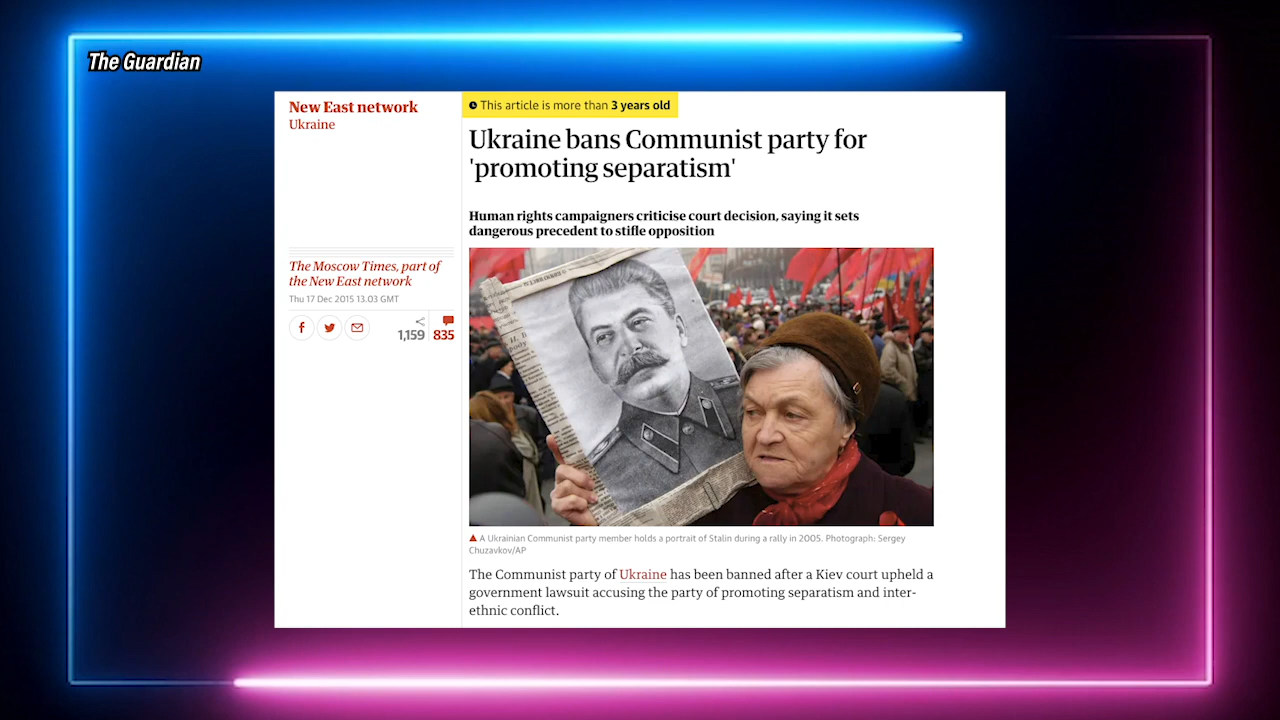 The Guardian
New East network
Ukraine
The Moscow Times, part of
the New East network
Thu 17 Dec 2015 13.03 GMT
1,159
835
This article is more than 3 years old
Ukraine bans Communist party for
'promoting separatism'
Human rights campaigners criticise court decision, saying it sets
dangerous precedent to stifle opposition
A Ukrainian Communist party member holds a portrait of Stalin during a rally in 2005. Photograph: Sergey
Chuzavkov/AP
The Communist party of Ukraine has been banned after a Kiev court upheld a
government lawsuit accusing the party of promoting separatism and inter-
ethnic conflict.